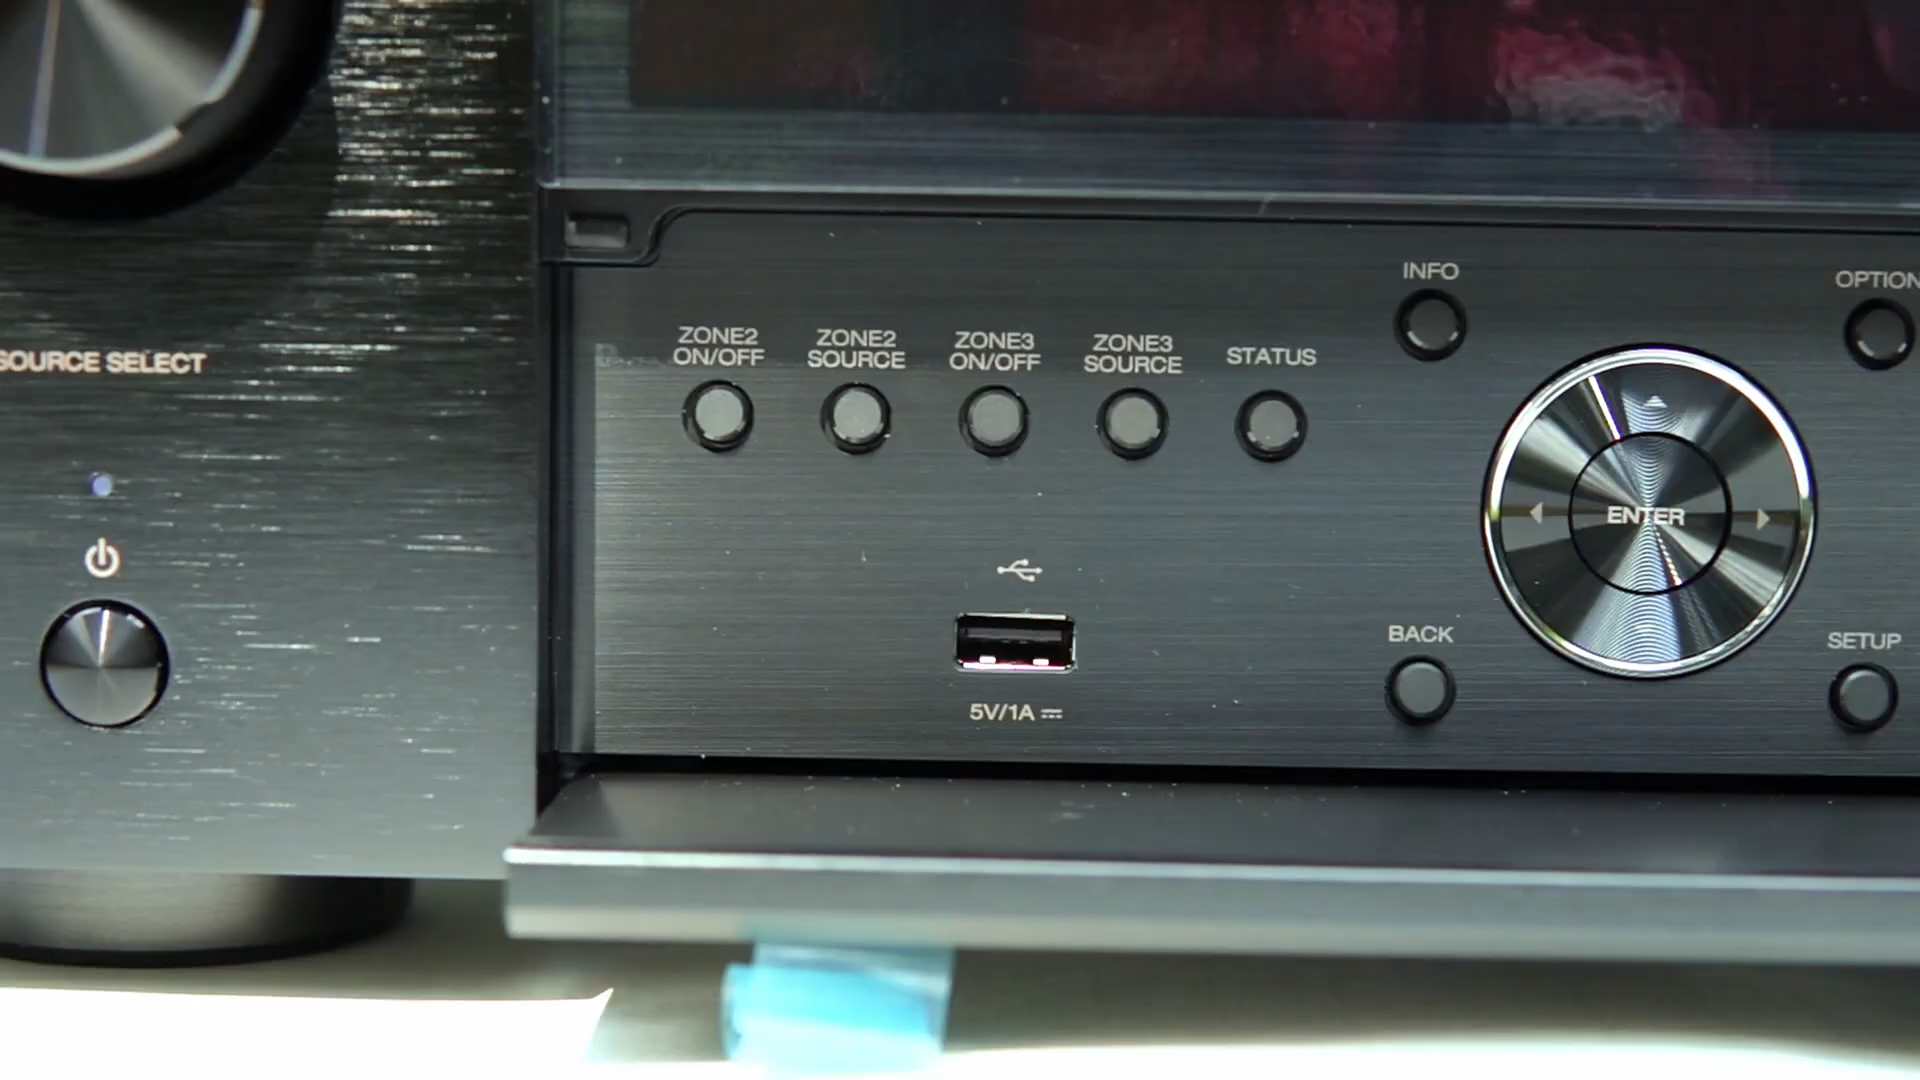 INFO
OPTION
ZONE2
ON/OFF
ZONE2
SOURCE
ZONE3
ON/OFF
ZONE3
SOURCE
STATUS
SOURCE SELECT
ENTER
BACK
SETUP
5V/1A